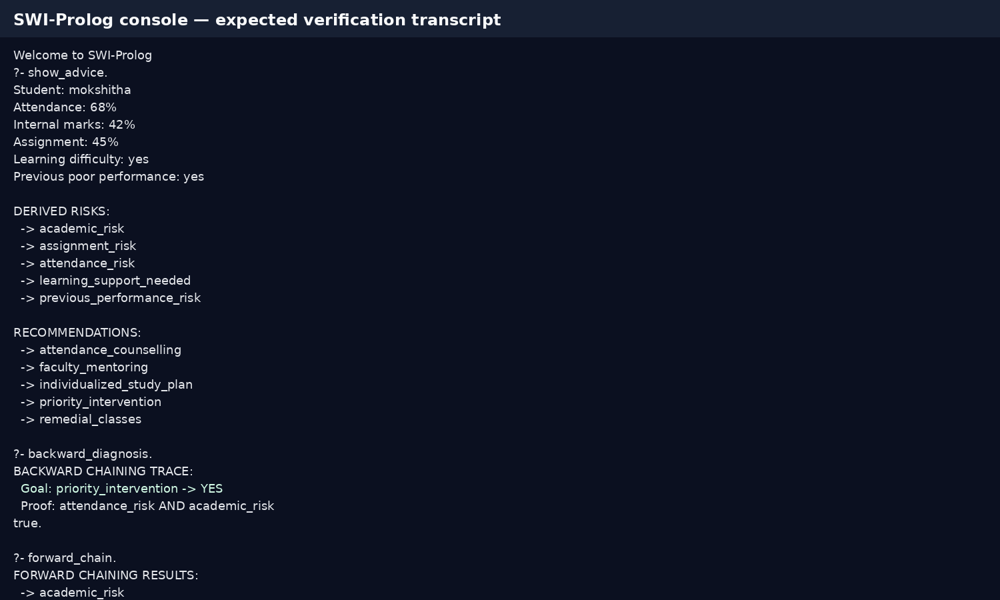 SWI-Prolog console — expected verification transcript
Welcome to SWI-Prolog
?- show_advice.
Student: mokshitha
Attendance: 68%
Internal marks: 42%
Assignment: 45%
Learning difficulty: yes
Previous poor performance: yes
DERIVED RISKS:
-> academic_risk
-> assignment_risk
-> attendance_risk
-> learning_support_needed
-> previous_performance_risk
RECOMMENDATIONS:
-> attendance_counselling
-> faculty_mentoring
-> individualized_study_plan
-> priority_intervention
-> remedial_classes
?- backward_diagnosis.
BACKWARD CHAINING TRACE:
Goal: priority_intervention -> YES
Proof: attendance_risk AND academic_risk
true.
?- forward_chain.
FORWARD CHAINING RESULTS:
-> academic_risk